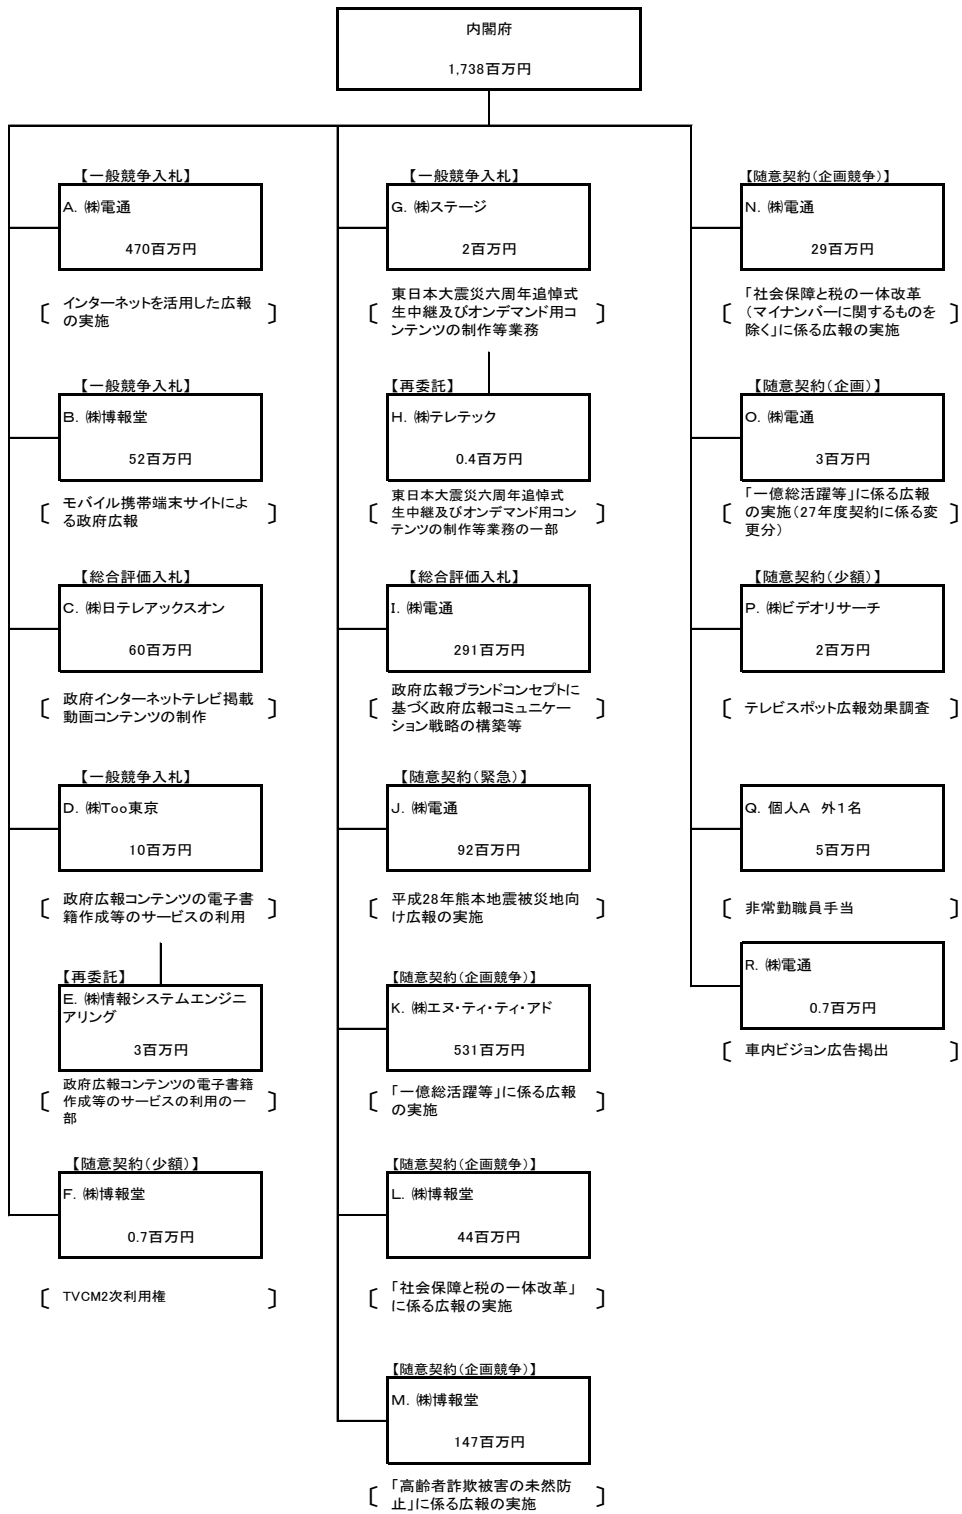 内閣府
1,738百万円
【一般競争入札】
A. ㈱電通
470百万円
インターネットを活用した広報
の実施
【一般競争入札】
B. ㈱博報堂
52百万円
モバイル携帯端末サイトによ
る政府広報
【総合評価入札】
C. ㈱日テレアックスオン
60百万円
政府インターネットテレビ掲載
動画コンテンツの制作
【一般競争入札】
D. ㈱Too東京
10百万円
政府広報コンテンツの電子書
籍作成等のサービスの利用
【再委託】
E. ㈱情報システムエンジニ
アリング
3百万円
政府広報コンテンツの電子書籍
作成等のサービスの利用の一
部
【随意契約(少額)】
F. ㈱博報堂
0.7百万円
TVCM2次利用権
【一般競争入札】
G. ㈱ステージ
2百万円
東日本大震災六周年追悼式
生中継及びオンデマンド用コ
ンテンツの制作等業務
【再委託】
H. ㈱テレテック
0.4百万円
東日本大震災六周年追悼式
生中継及びオンデマンド用コン
テンツの制作等業務の一部
【総合評価入札】
I. ㈱電通
291百万円
政府広報ブランドコンセプトに
基づく政府広報コミュニケー
ション戦略の構築等
【随意契約(緊急)】
J. ㈱電通
92百万円
平成28年熊本地震被災地向
け広報の実施
【随意契約(企画競争)】
K. ㈱エヌ・ティ・ティ・アド
531百万円
「一億総活躍等」に係る広報
の実施
【随意契約(企画競争)】
L. ㈱博報堂
44百万円
「社会保障と税の一体改革」
に係る広報の実施
【随意契約(企画競争)】
M. ㈱博報堂
147百万円
「高齢者詐欺被害の未然防
止」に係る広報の実施
【随意契約(企画競争)】
N. ㈱電通
29百万円
「社会保障と税の一体改革
(マイナンバーに関するものを
除く」に係る広報の実施
【随意契約(企画)】
O. ㈱電通
3百万円
「一億総活躍等」に係る広報
の実施(27年度契約に係る変
更分)
【随意契約(少額)】
P. ㈱ビデオリサーチ
2百万円
テレビスポット広報効果調査
Q. 個人A 外1名
5百万円
非常勤職員手当
R. ㈱電通
0.7百万円
車内ビジョン広告掲出